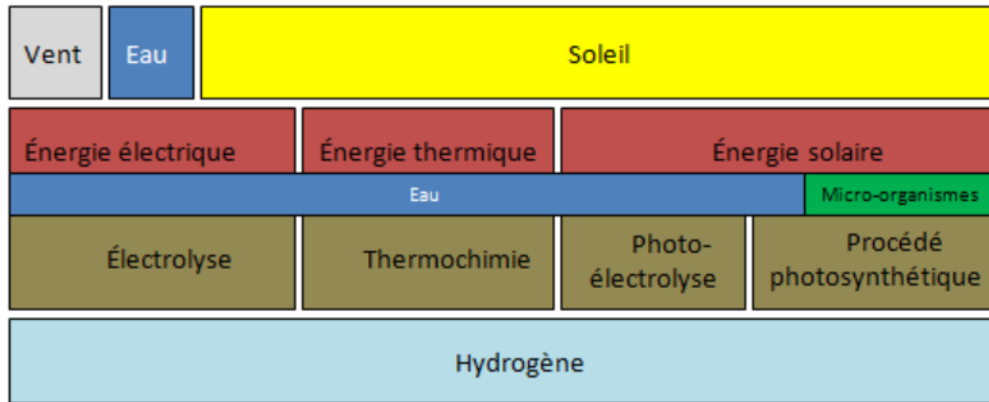 Vent
Eau
Soleil
Énergie électrique
Énergie thermique
Énergie solaire
Eau
Micro-organismes
Électrolyse
Thermochimie
Photo-
électrolyse
Procédé
photosynthétique
Hydrogène